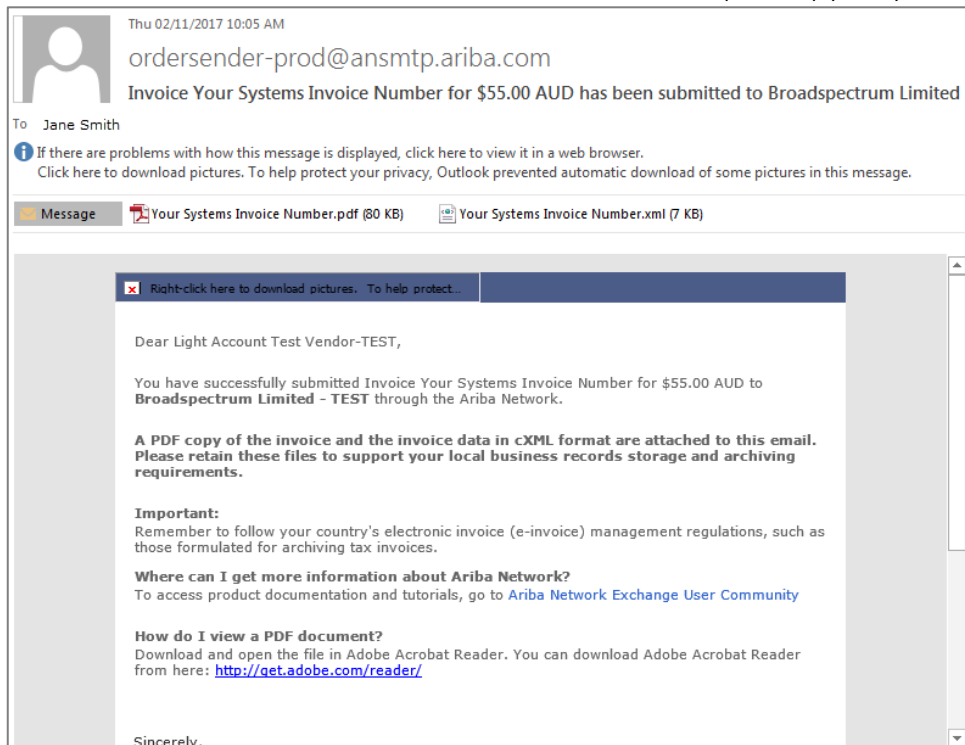 Thu 02/11/2017 10:05 AM
ordersender-prod@ansmtp.ariba.com
Invoice Your Systems Invoice Number for $55.00 AUD has been submitted to Broadspectrum Limited
To Jane Smith
If there are problems with how this message is displayed, click here to view it in a web browser.
Click here to download pictures. To help protect your privacy, Outlook prevented automatic download of some pictures in this message.
Message Your Systems Invoice Number.pdf (80 KB) Your Systems Invoice Number.xml (7 KB)
Right-click here to download pictures. To help protect...
Dear Light Account Test Vendor-TEST,
You have successfully submitted Invoice Your Systems Invoice Number for $55.00 AUD to
Broadspectrum Limited - TEST through the Ariba Network.
A PDF copy of the invoice and the invoice data in cXML format are attached to this email.
Please retain these files to support your local business records storage and archiving
requirements.
Important:
Remember to follow your country's electronic invoice (e-invoice) management regulations, such as
those formulated for archiving tax invoices.
Where can I get more information about Ariba Network?
To access product documentation and tutorials, go to Ariba Network Exchange User Community
How do I view a PDF document?
Download and open the file in Adobe Acrobat Reader. You can download Adobe Acrobat Reader
from here: http://get.adobe.com/reader/
Sincerely,